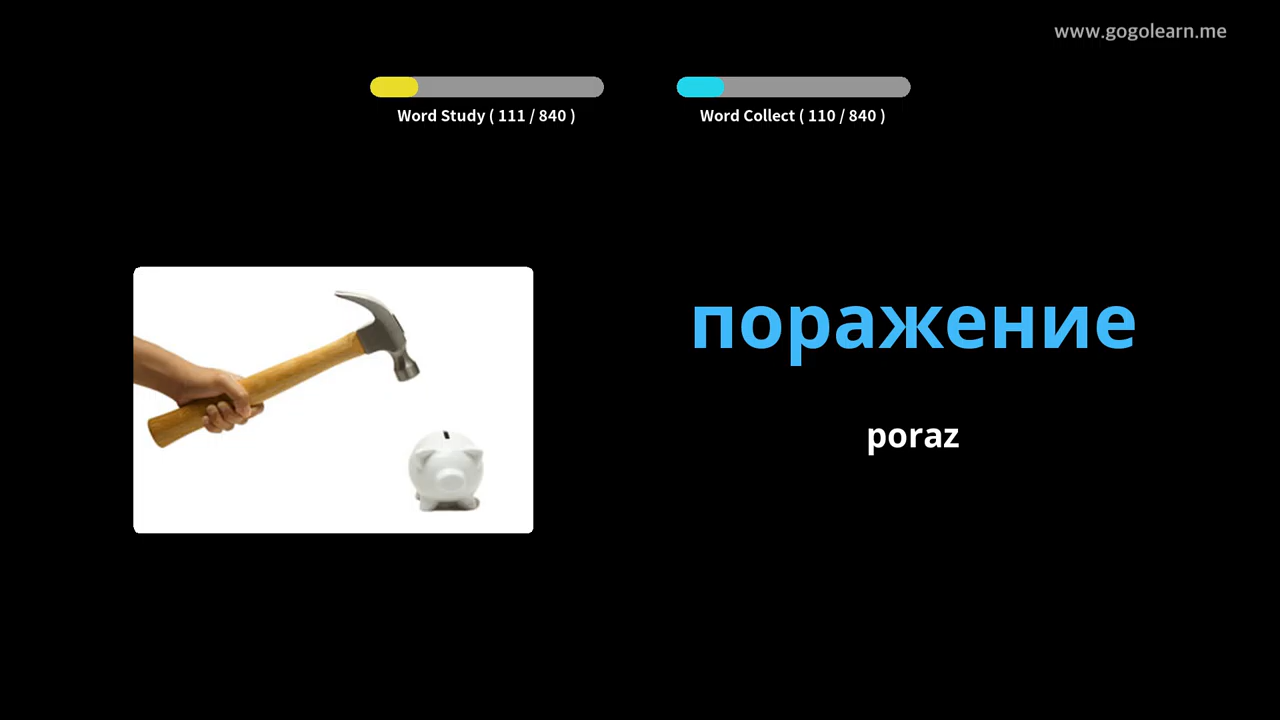 www.gogolearn.me
Word Study ( 111 / 840 )
Word Collect ( 110 / 840 )
поражение
poraz